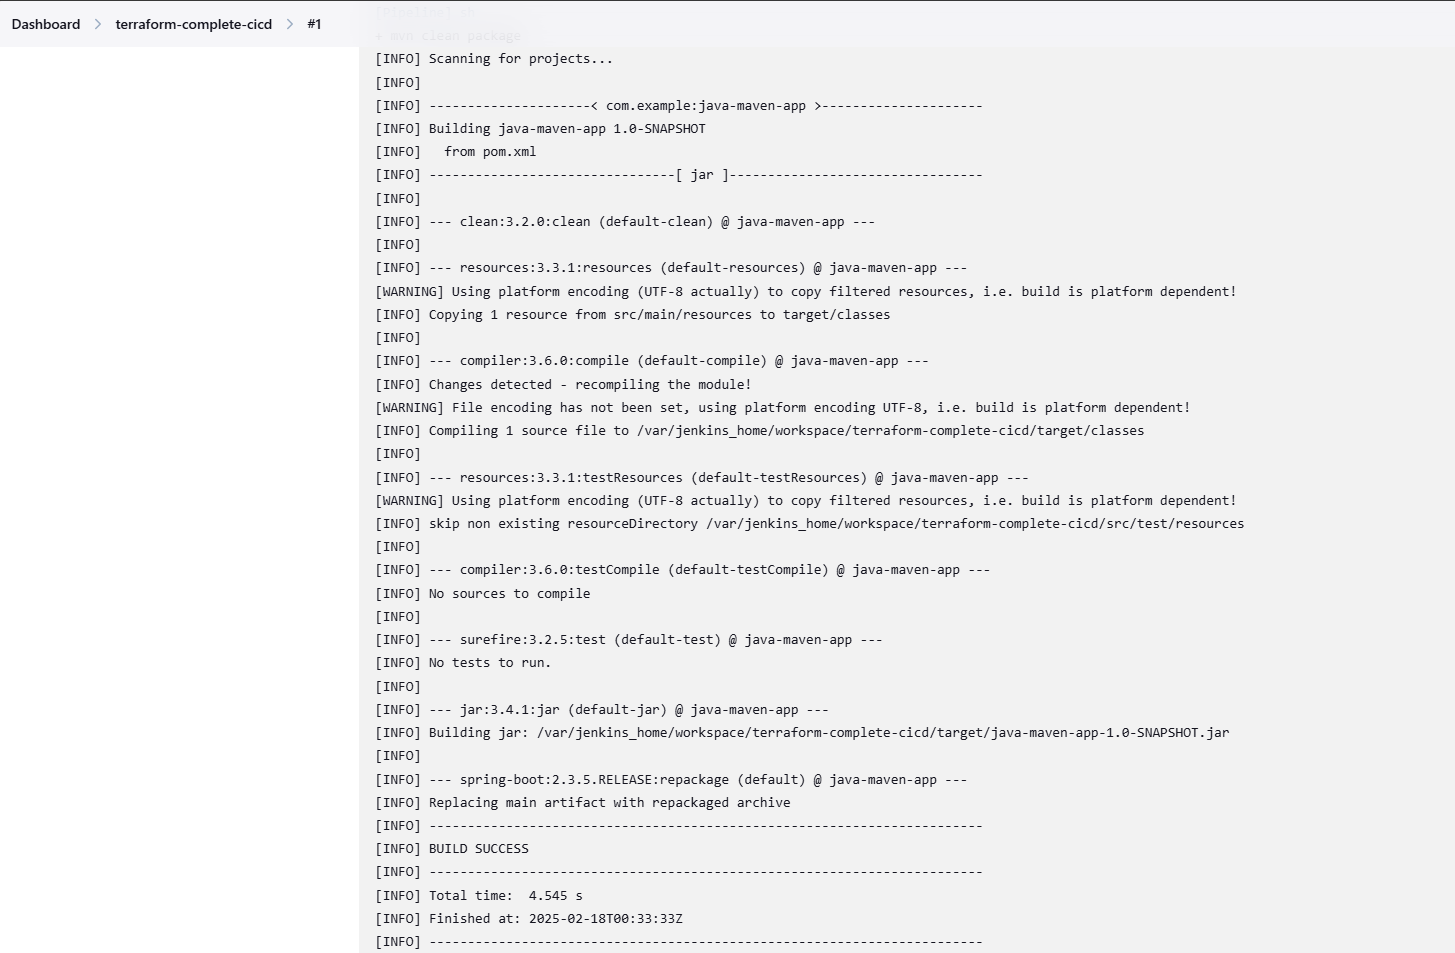 Dashboard > terraform-complete-cicd > #1
[Pipeline] sh
+ mvn clean package
[INFO] Scanning for projects...
[INFO]
[INFO] ---------------------< com.example:java-maven-app >---------------------
[INFO] Building java-maven-app 1.0-SNAPSHOT
[INFO]   from pom.xml
[INFO] --------------------------------[ jar ]---------------------------------
[INFO]
[INFO] --- clean:3.2.0:clean (default-clean) @ java-maven-app ---
[INFO]
[INFO] --- resources:3.3.1:resources (default-resources) @ java-maven-app ---
[WARNING] Using platform encoding (UTF-8 actually) to copy filtered resources, i.e. build is platform dependent!
[INFO] Copying 1 resource from src/main/resources to target/classes
[INFO]
[INFO] --- compiler:3.6.0:compile (default-compile) @ java-maven-app ---
[INFO] Changes detected - recompiling the module!
[WARNING] File encoding has not been set, using platform encoding UTF-8, i.e. build is platform dependent!
[INFO] Compiling 1 source file to /var/jenkins_home/workspace/terraform-complete-cicd/target/classes
[INFO]
[INFO] --- resources:3.3.1:testResources (default-testResources) @ java-maven-app ---
[WARNING] Using platform encoding (UTF-8 actually) to copy filtered resources, i.e. build is platform dependent!
[INFO] skip non existing resourceDirectory /var/jenkins_home/workspace/terraform-complete-cicd/src/test/resources
[INFO]
[INFO] --- compiler:3.6.0:testCompile (default-testCompile) @ java-maven-app ---
[INFO] No sources to compile
[INFO]
[INFO] --- surefire:3.2.5:test (default-test) @ java-maven-app ---
[INFO] No tests to run.
[INFO]
[INFO] --- jar:3.4.1:jar (default-jar) @ java-maven-app ---
[INFO] Building jar: /var/jenkins_home/workspace/terraform-complete-cicd/target/java-maven-app-1.0-SNAPSHOT.jar
[INFO]
[INFO] --- spring-boot:2.3.5.RELEASE:repackage (default) @ java-maven-app ---
[INFO] Replacing main artifact with repackaged archive
[INFO] ------------------------------------------------------------------------
[INFO] BUILD SUCCESS
[INFO] ------------------------------------------------------------------------
[INFO] Total time:  4.545 s
[INFO] Finished at: 2025-02-18T00:33:33Z
[INFO] ------------------------------------------------------------------------